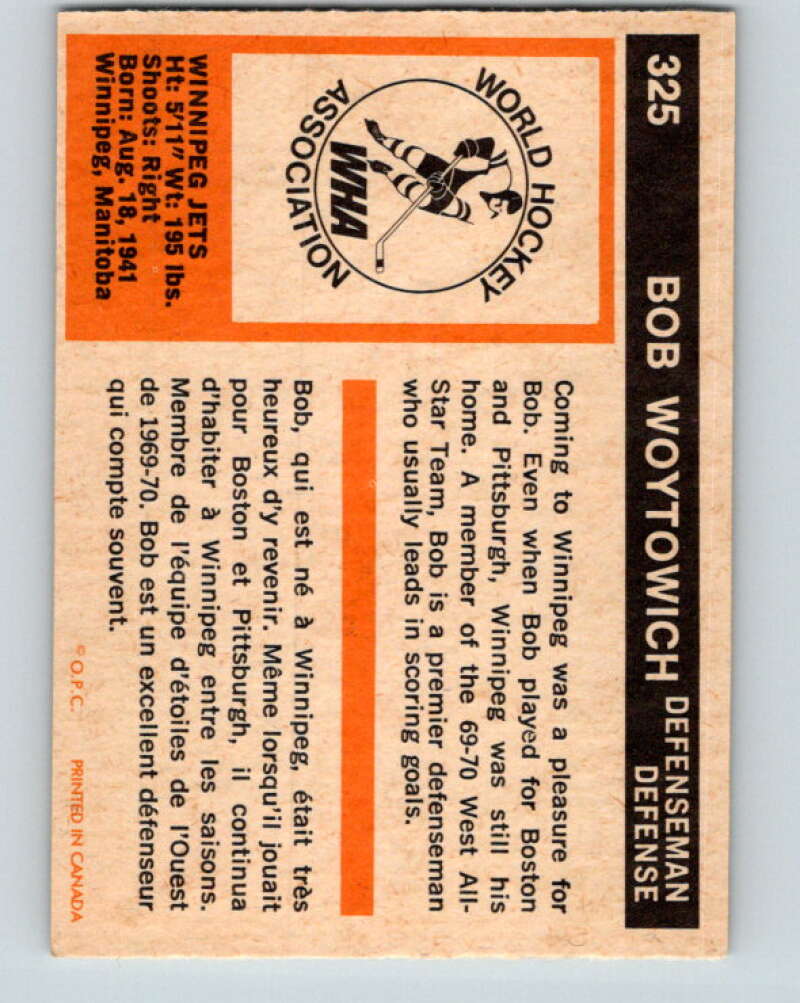 325 BOB WOYTOWICH DEFENSEMAN
DEFENSE
WORLD HOCKEY
ASSOCIATION
WHA
WINNIPEG JETS
Ht: 5'11" Wt: 195 lbs.
Shoots: Right
Born: Aug. 18, 1941
Winnipeg, Manitoba
Coming to Winnipeg was a pleasure for
Bob. Even when Bob played for Boston
and Pittsburgh, Winnipeg was still his
home. A member of the 69-70 West All-
Star Team, Bob is a premier defenseman
who usually leads in scoring goals.
Bob, qui est né à Winnipeg, était très
heureux d'y revenir. Même lorsqu'il jouait
pour Boston et Pittsburgh, il continua
d'habiter à Winnipeg entre les saisons.
Membre de l'équipe d'étoiles de l'Ouest
de 1969-70. Bob est un excellent défenseur
qui compte souvent.
© O.P.C. PRINTED IN CANADA